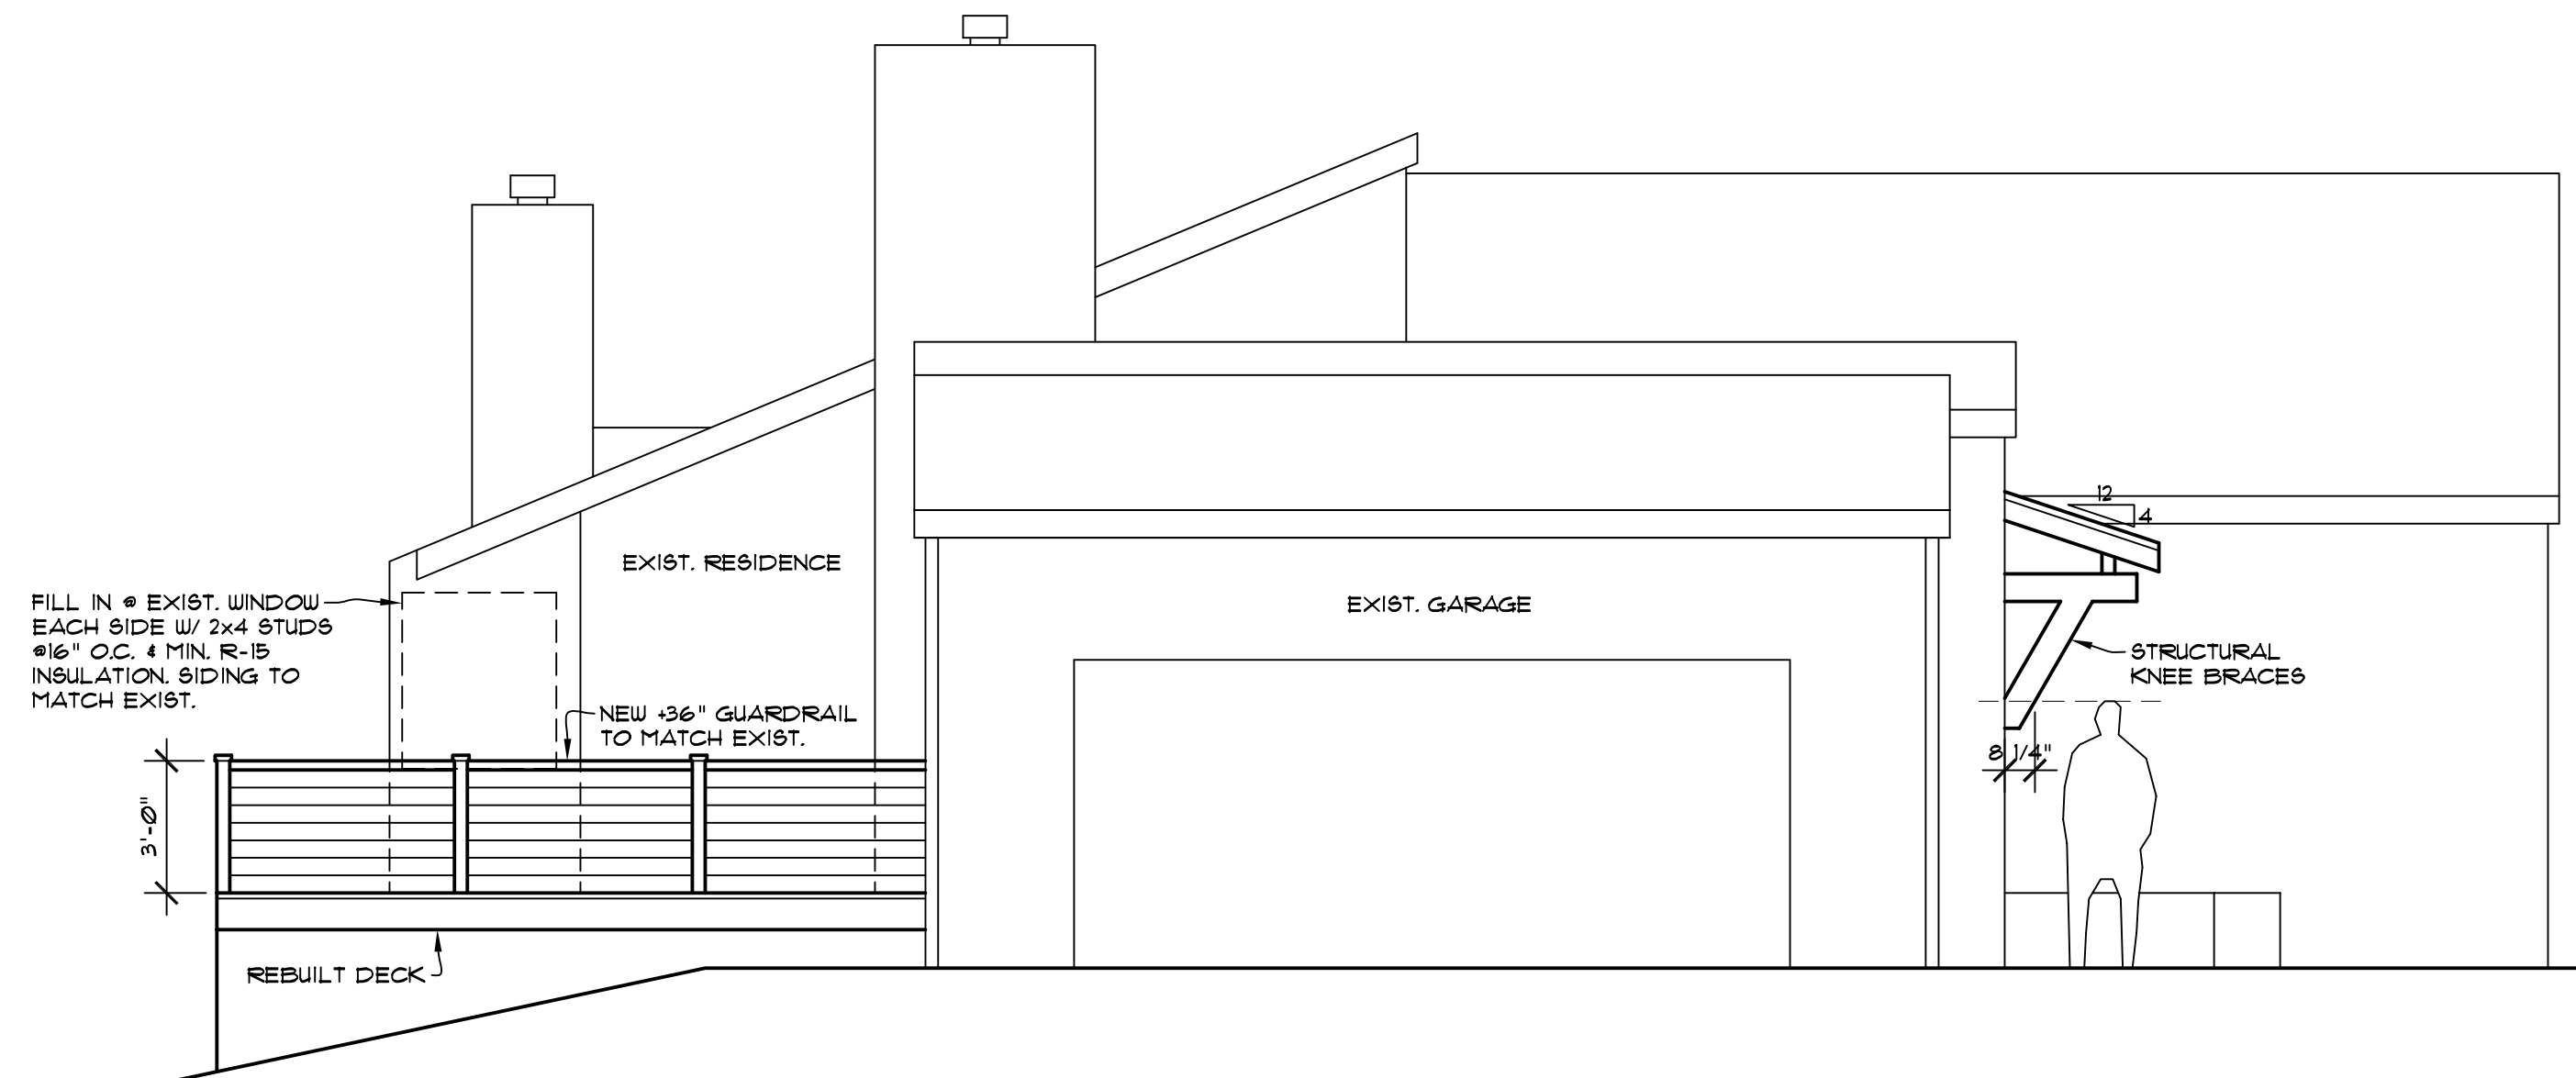 12
4
EXIST. RESIDENCE
FILL IN @ EXIST. WINDOW
EACH SIDE W/ 2x4 STUDS
@16" O.C. & MIN. R-15
INSULATION. SIDING TO
MATCH EXIST.
EXIST. GARAGE
STRUCTURAL
KNEE BRACES
NEW +36" GUARDRAIL
TO MATCH EXIST.
8 1/4"
3'-0"
REBUILT DECK